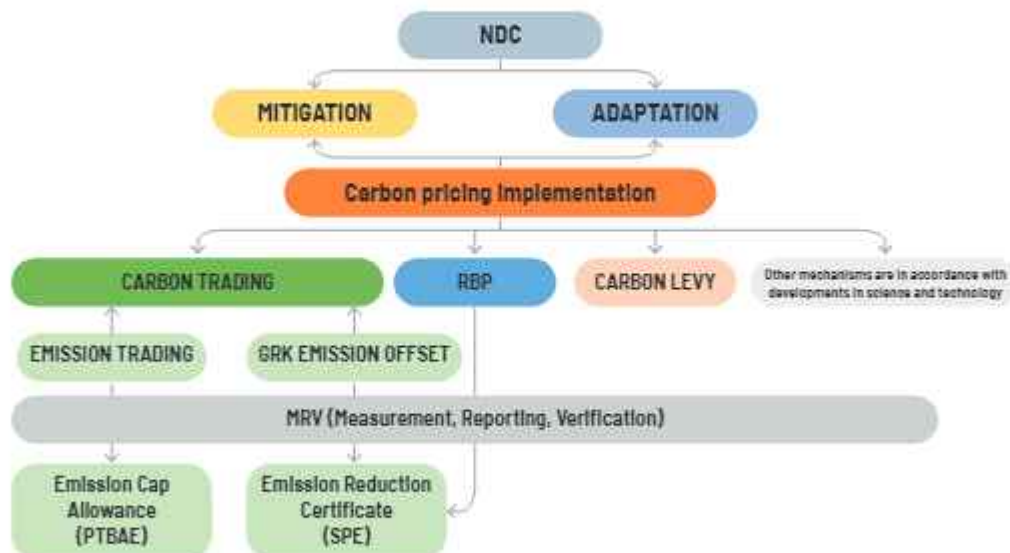 NDC
MITIGATION
ADAPTATION
Carbon pricing implementation
CARBON TRADING
RBP
CARBON LEVY
Other mechanisms are in accordance with
developments in science and technology
EMISSION TRADING
GRK EMISSION OFFSET
MRV (Measurement, Reporting, Verification)
Emission Cap
Allowance
(PTBAE)
Emission Reduction
Certificate
(SPE)